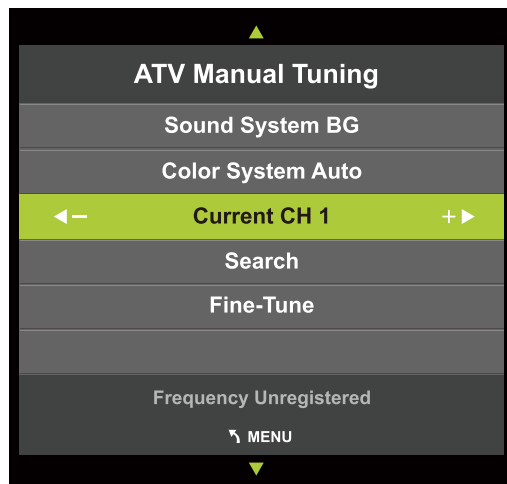 ATV Manual Tuning
Sound System BG
Color System Auto
Current CH 1
Search
Fine-Tune
Frequency Unregistered
MENU